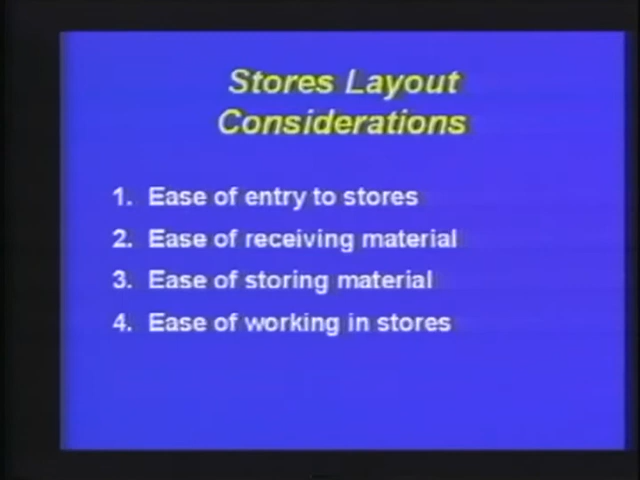 Stores Layout
Considerations
1. Ease of entry to stores
2. Ease of receiving material
3. Ease of storing material
4. Ease of working in stores